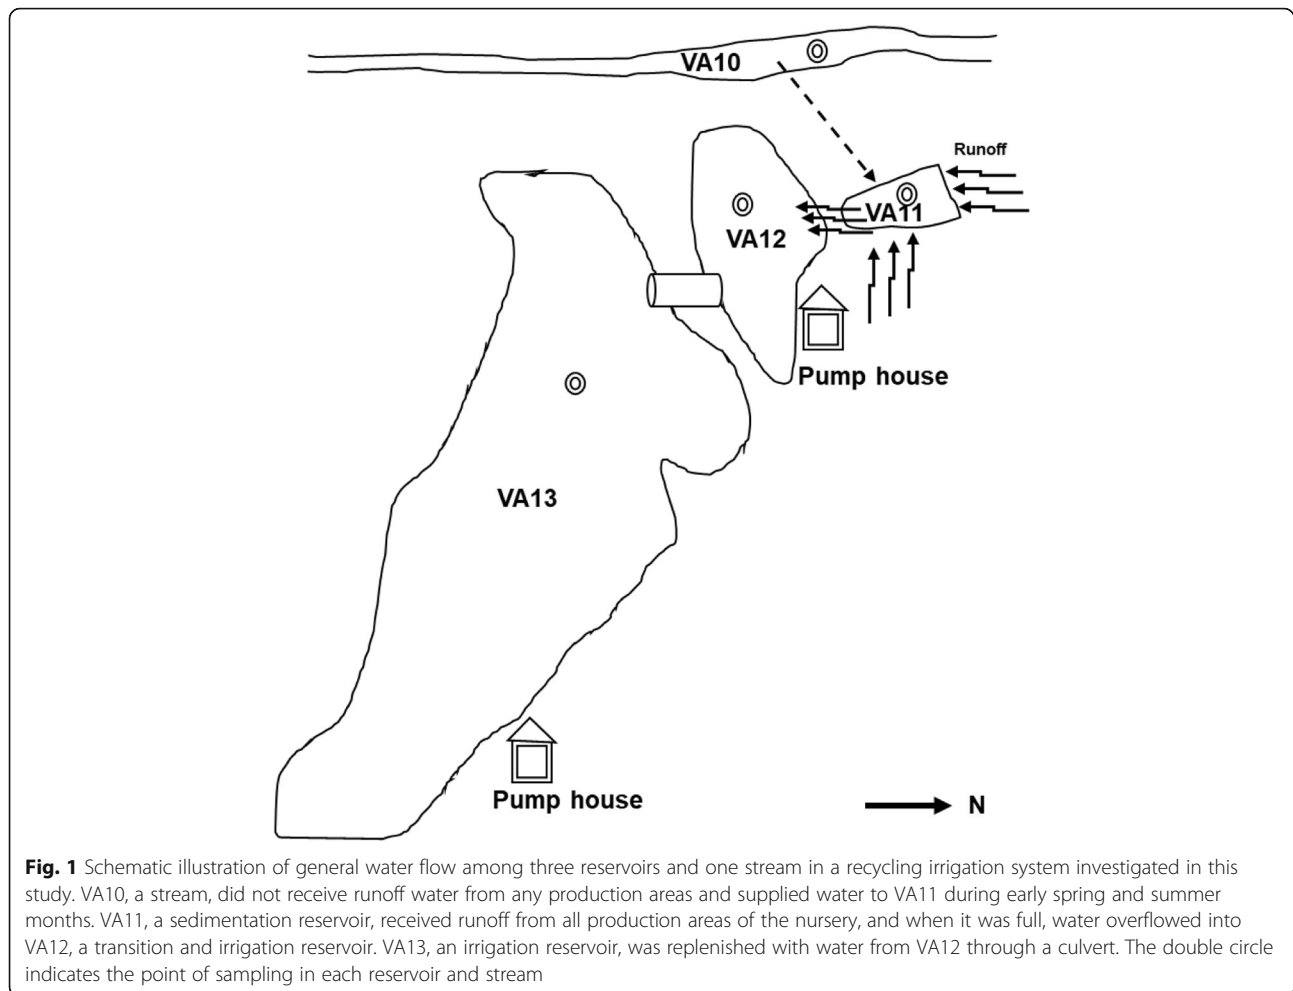 VA10
Runoff
VA11
VA12
Pump house
VA13
Pump house
N
Fig. 1 Schematic illustration of general water flow among three reservoirs and one stream in a recycling irrigation system investigated in this
study. VA10, a stream, did not receive runoff water from any production areas and supplied water to VA11 during early spring and summer
months. VA11, a sedimentation reservoir, received runoff from all production areas of the nursery, and when it was full, water overflowed into
VA12, a transition and irrigation reservoir. VA13, an irrigation reservoir, was replenished with water from VA12 through a culvert. The double circle
indicates the point of sampling in each reservoir and stream